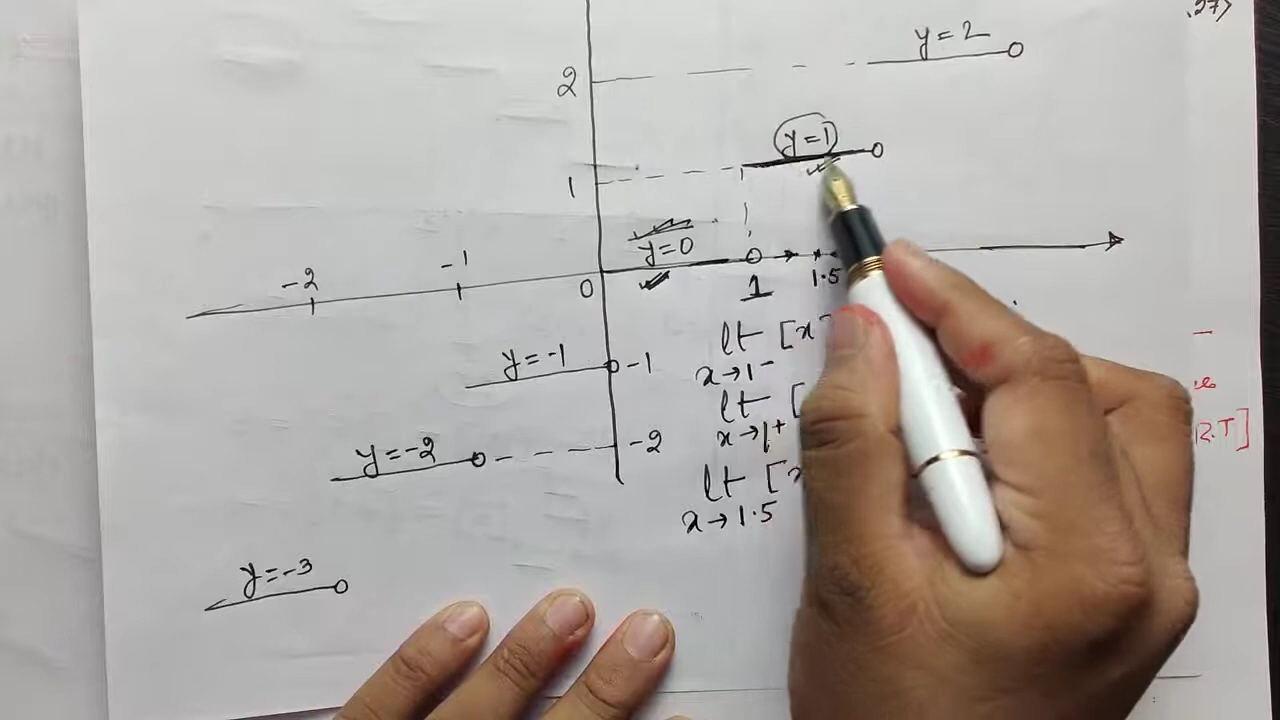 y = 2
2
y = 1
1
y = 0
-2
-1
0
1
1.5
lt [x
x → 1⁻
y = -1
-1
lt [
x → 1⁺
y = -2
-2
lt [x
x → 1.5
y = -3
R.T]